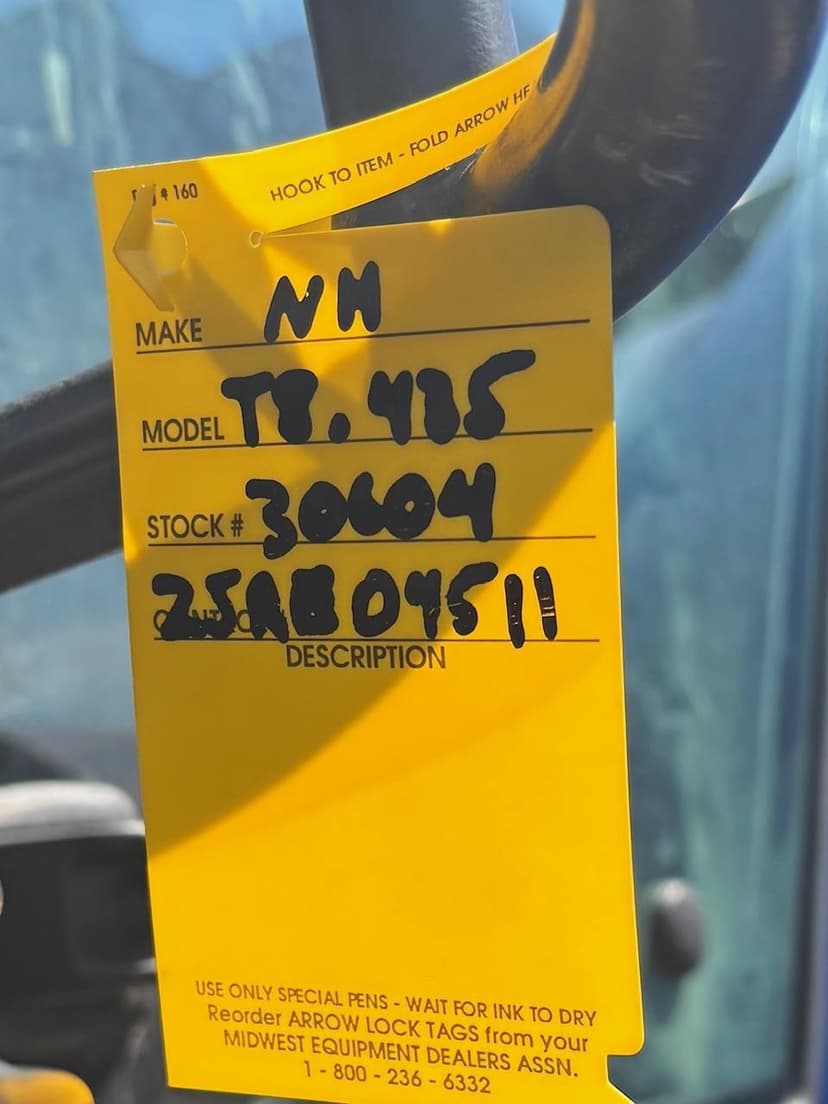 # 160
HOOK TO ITEM - FOLD ARROW
MAKE NH
MODEL T8.435
STOCK # 30604
DESCRIPTION
USE ONLY SPECIAL PENS - WAIT FOR INK TO DRY
Reorder ARROW LOCK TAGS from your
MIDWEST EQUIPMENT DEALERS ASSN.
1 - 800 - 236 - 6332